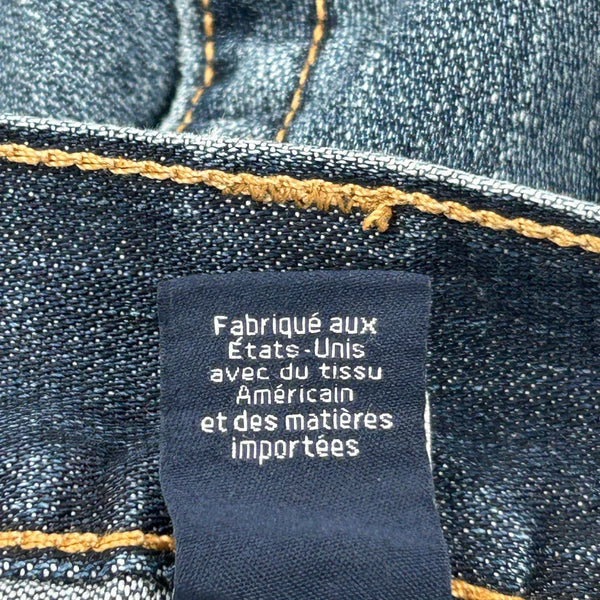 Fabriqué aux
États-Unis
avec du tissu
Américain
et des matières
importées